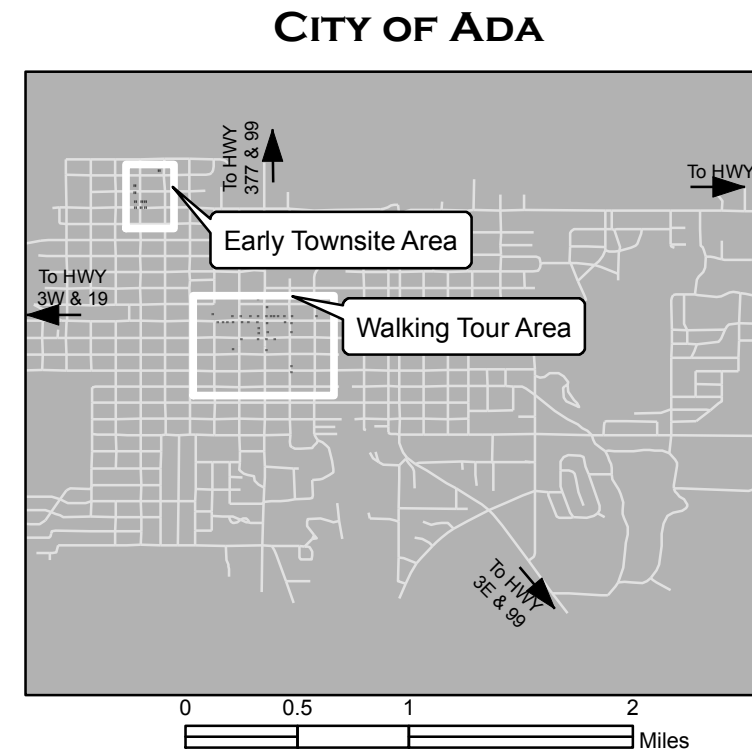 CITY OF ADA
To HWY
377 & 99
To HWY
Early Townsite Area
To HWY
3W & 19
Walking Tour Area
To HWY
3E & 99
0 0.5 1 2
Miles